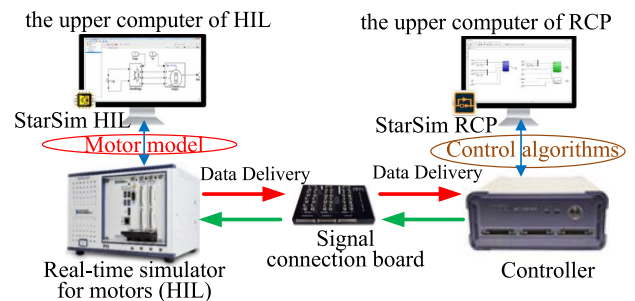 the upper computer of HIL
the upper computer of RCP
StarSim HIL
StarSim RCP
Motor model
Control algorithms
Data Delivery
Data Delivery
Real-time simulator
for motors (HIL)
Signal
connection board
Controller